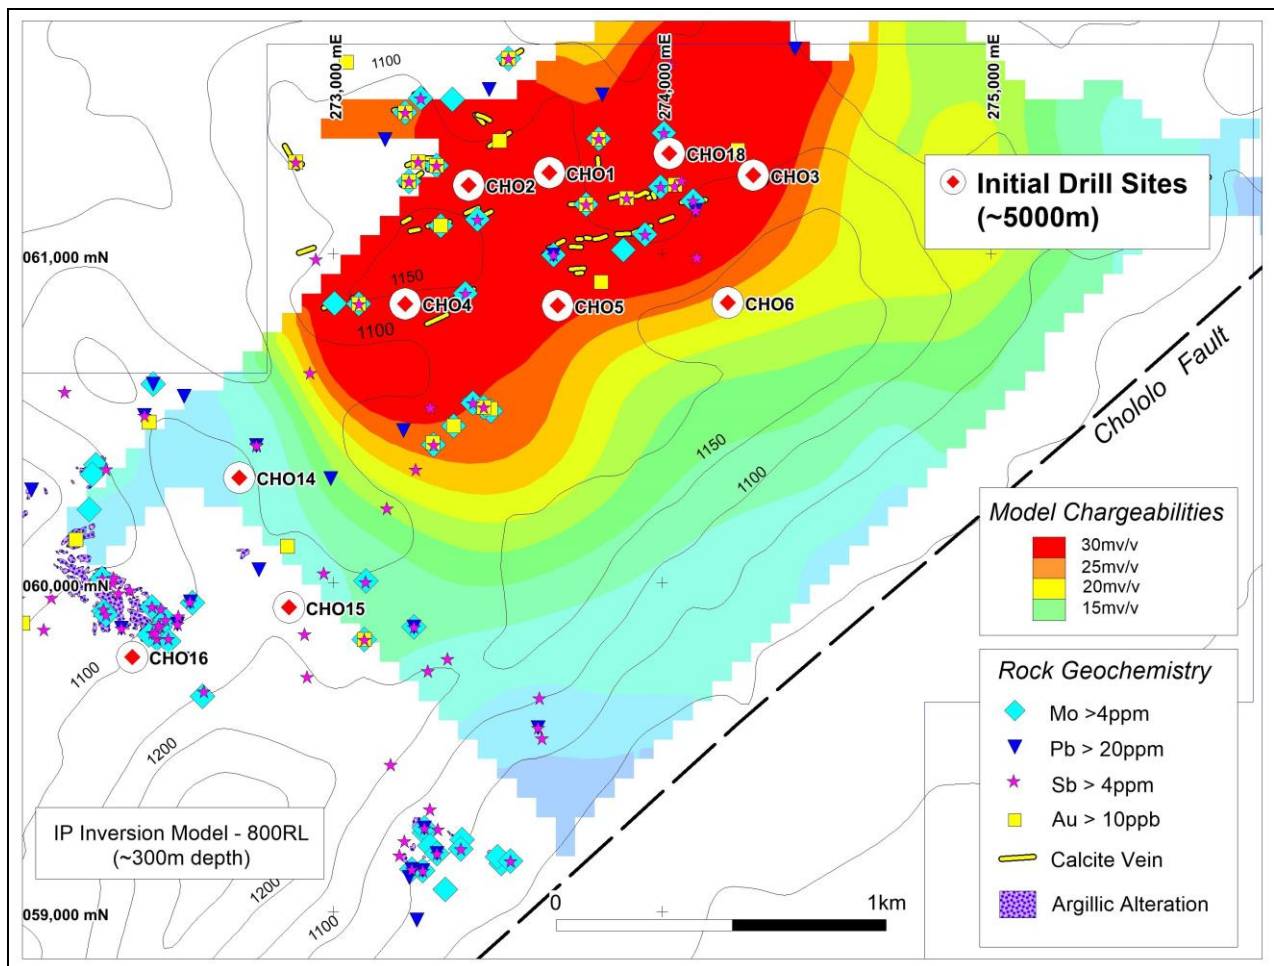 1100
273,000 mE
274,000 mE
275,000 mE
CHO18
CHO1
CHO3
CHO2
Initial Drill Sites
(~5000m)
061,000 mN
1150
CHO4
CHO5
CHO6
1100
Chololo Fault
1150
1100
CHO14
Model Chargeabilities
30mv/v
25mv/v
20mv/v
15mv/v
060,000 mN
CHO15
CHO16
1100
Rock Geochemistry
Mo >4ppm
Pb > 20ppm
Sb > 4ppm
Au > 10ppb
Calcite Vein
Argillic Alteration
1200
IP Inversion Model - 800RL
(~300m depth)
1200
1100
059,000 mN
0
1km